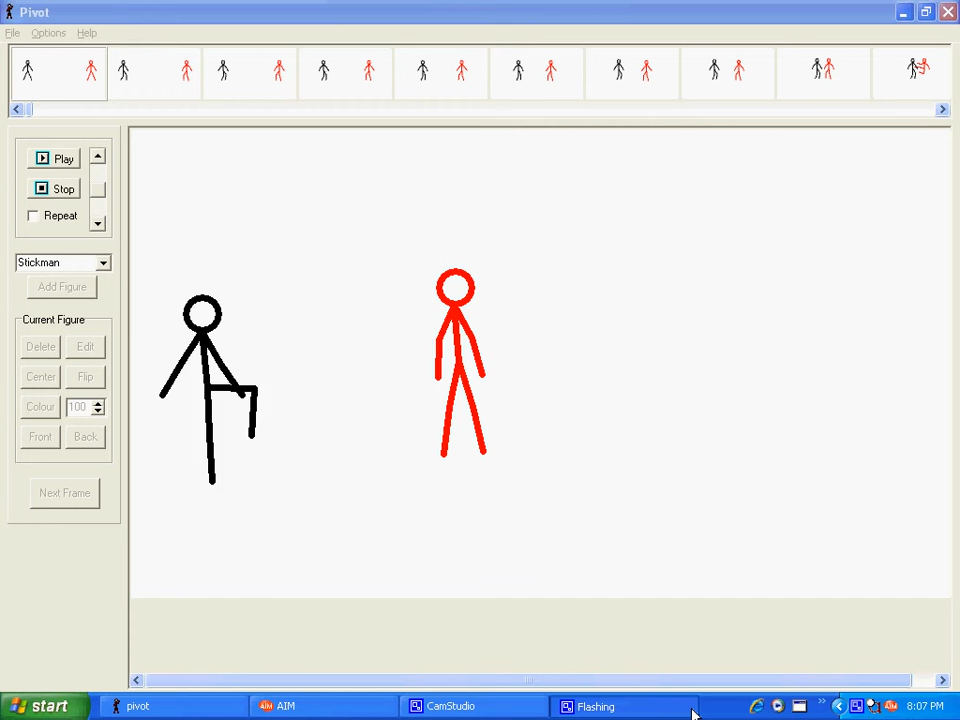 Pivot
File Options Help
Play
Stop
Repeat
Stickman
Add Figure
Current Figure
Delete Edit
Center Flip
Colour 100
Front Back
Next Frame
start pivot AIM CamStudio Flashing 8:07 PM